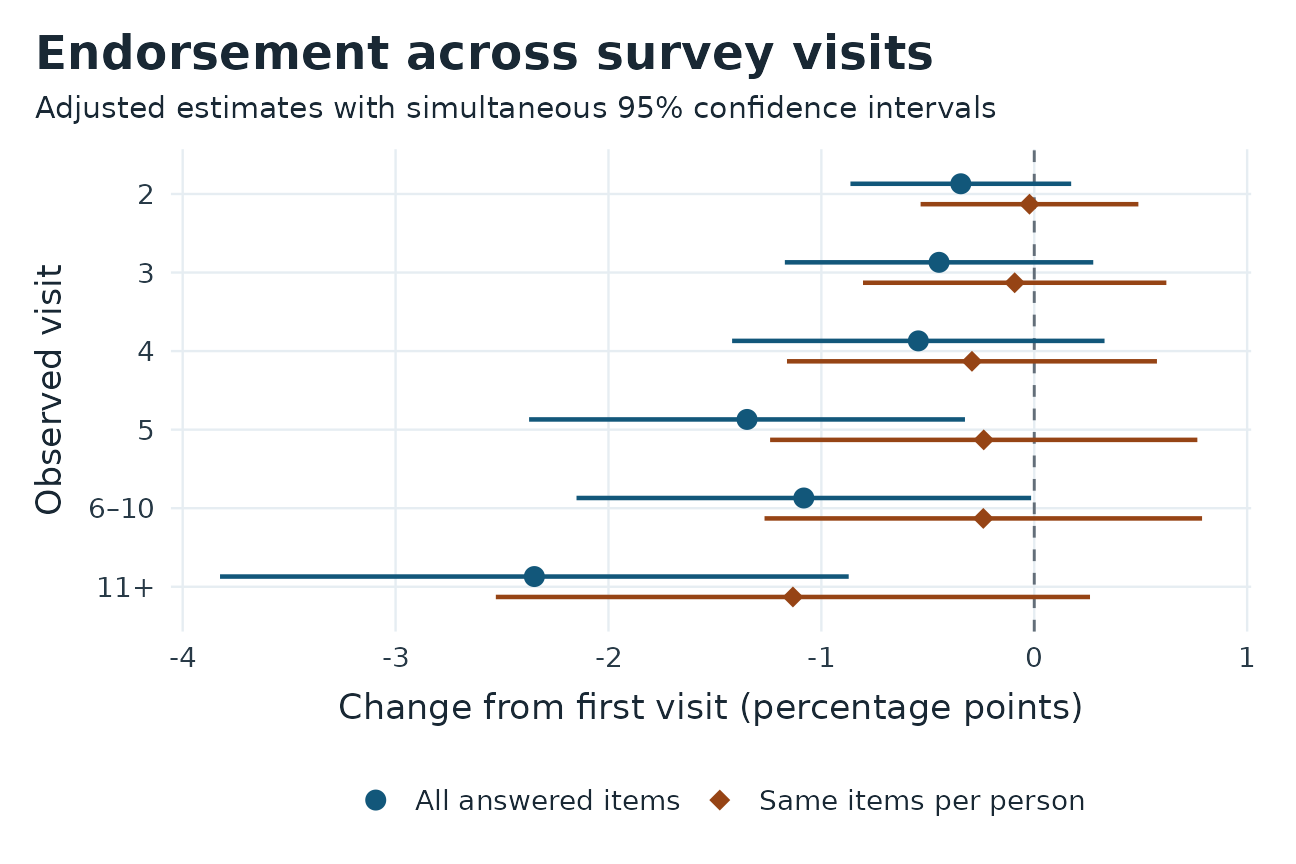 Endorsement across survey visits
Adjusted estimates with simultaneous 95% confidence intervals
Observed visit
2
3
4
5
6–10
11+
-4 -3 -2 -1 0 1
Change from first visit (percentage points)
All answered items Same items per person